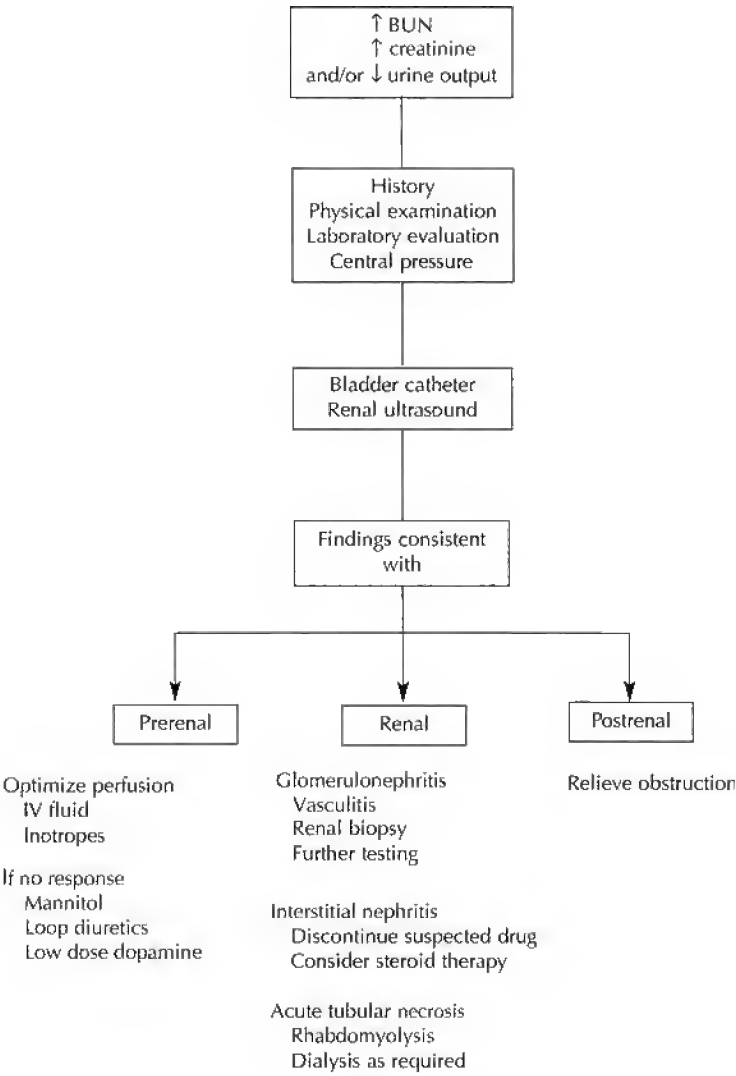 ↑ BUN
↑ creatinine
and/or ↓ urine output
History
Physical examination
Laboratory evaluation
Central pressure
Bladder catheter
Renal ultrasound
Findings consistent
with
Prerenal
Optimize perfusion
IV fluid
Inotropes
If no response
Mannitol
Loop diuretics
Low dose dopamine
Renal
Glomerulonephritis
Vasculitis
Renal biopsy
Further testing
Interstitial nephritis
Discontinue suspected drug
Consider steroid therapy
Acute tubular necrosis
Rhabdomyolysis
Dialysis as required
Postrenal
Relieve obstruction